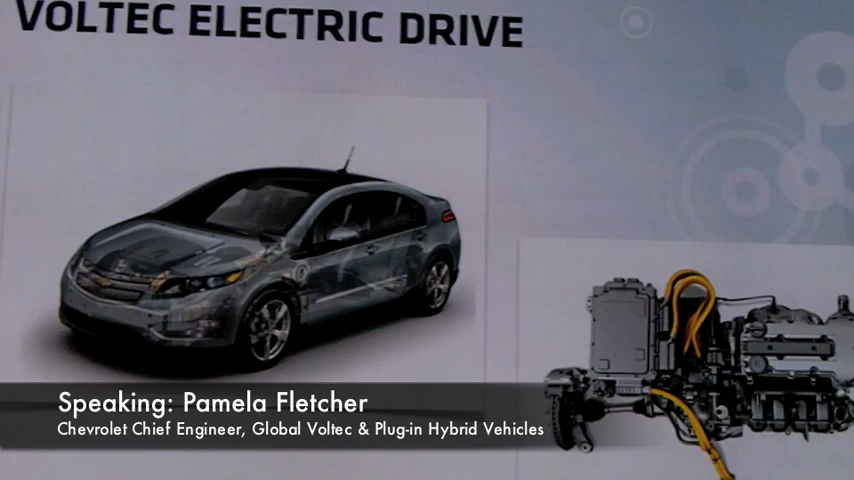 VOLTEC ELECTRIC DRIVE
Speaking: Pamela Fletcher
Chevrolet Chief Engineer, Global Voltec & Plug-in Hybrid Vehicles